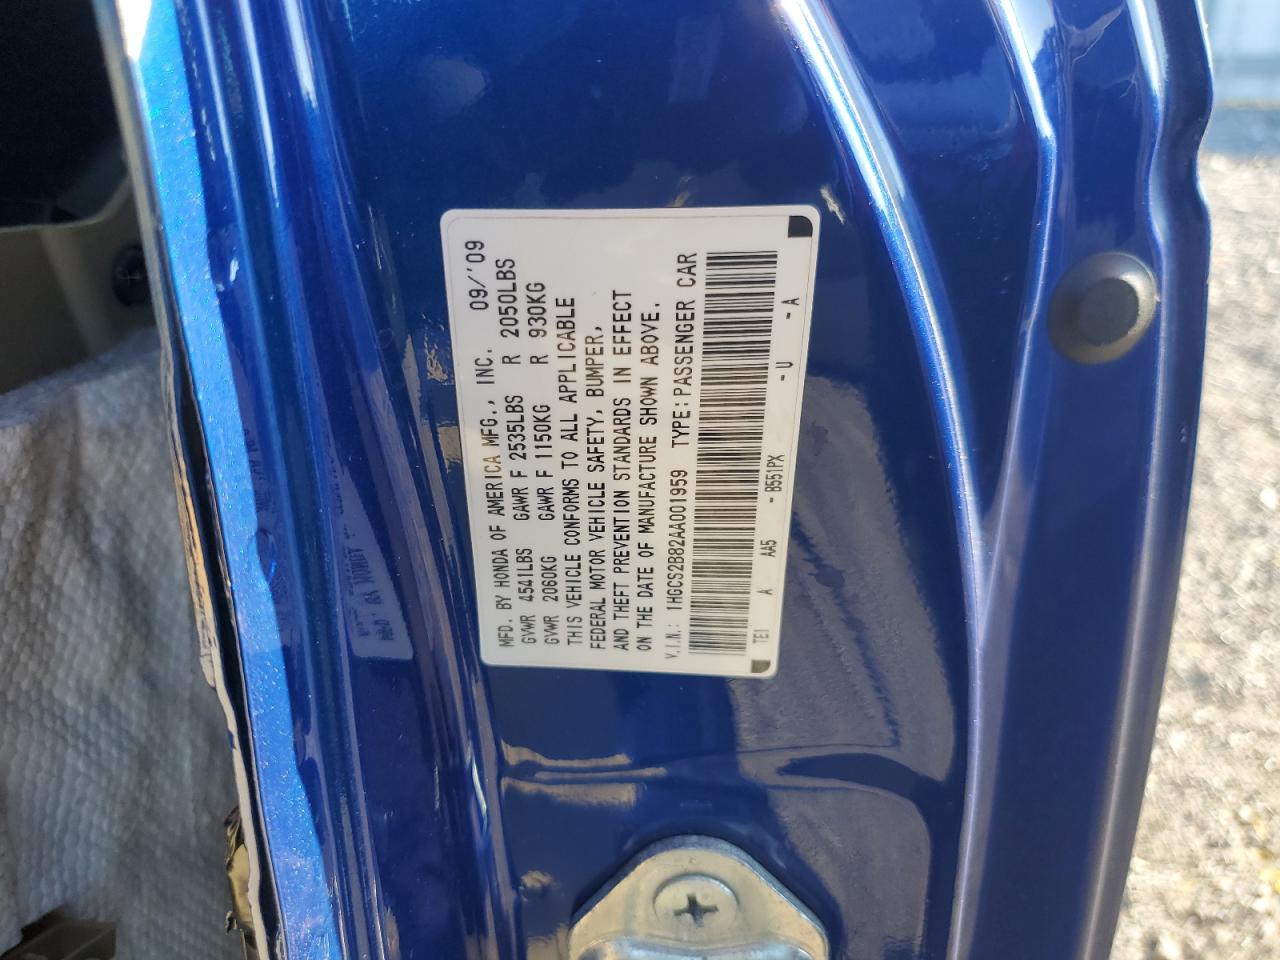 MFD. BY HONDA OF AMERICA MFG., INC. 09/'09
GVWR 4541LBS GAWR F 2535LBS R 2050LBS
GVWR 2060KG GAWR F 1150KG R 930KG
THIS VEHICLE CONFORMS TO ALL APPLICABLE
FEDERAL MOTOR VEHICLE SAFETY, BUMPER,
AND THEFT PREVENTION STANDARDS IN EFFECT
ON THE DATE OF MANUFACTURE SHOWN ABOVE.
V.I.N.: 1HGCS2B82AA001959 TYPE: PASSENGER CAR
TE1 A AA5 - B551PX - U - A